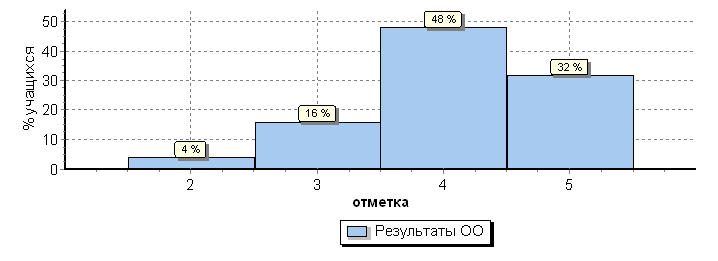 % учащихся
50
40
30
20
10
0
4 %
16 %
48 %
32 %
2 3 4 5
отметка
Результаты ОО